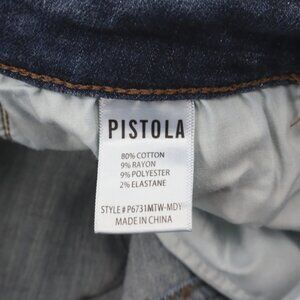 PISTOLA
80% COTTON
9% RAYON
9% POLYESTER
2% ELASTANE
STYLE# P6731MTW-MDY
MADE IN CHINA